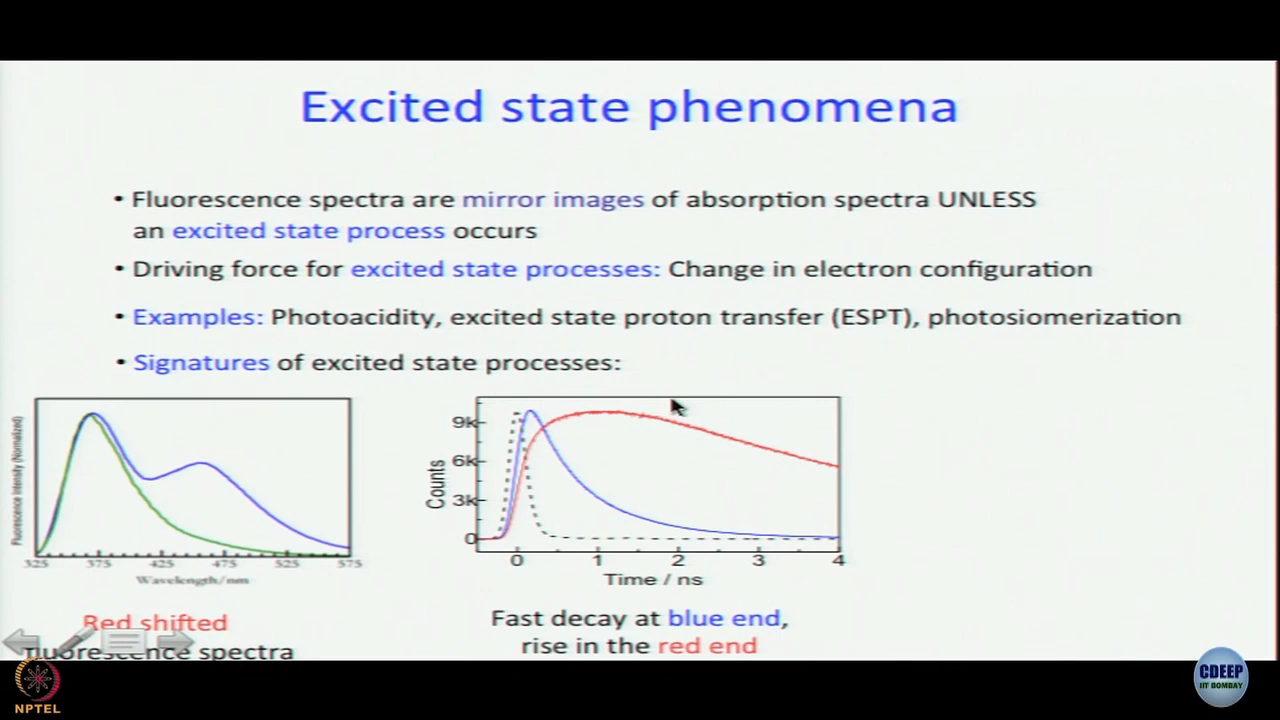 Excited state phenomena
• Fluorescence spectra are mirror images of absorption spectra UNLESS
an excited state process occurs
• Driving force for excited state processes: Change in electron configuration
• Examples: Photoacidity, excited state proton transfer (ESPT), photosiomerization
• Signatures of excited state processes:
Fluorescence Intensity (Normalized)
325 375 425 475 525 575
Wavelength/nm
Red shifted
fluorescence spectra
Counts
9k
6k
3k
0
0 1 2 3 4
Time / ns
Fast decay at blue end,
rise in the red end
NPTEL
CDEEP
IIT BOMBAY